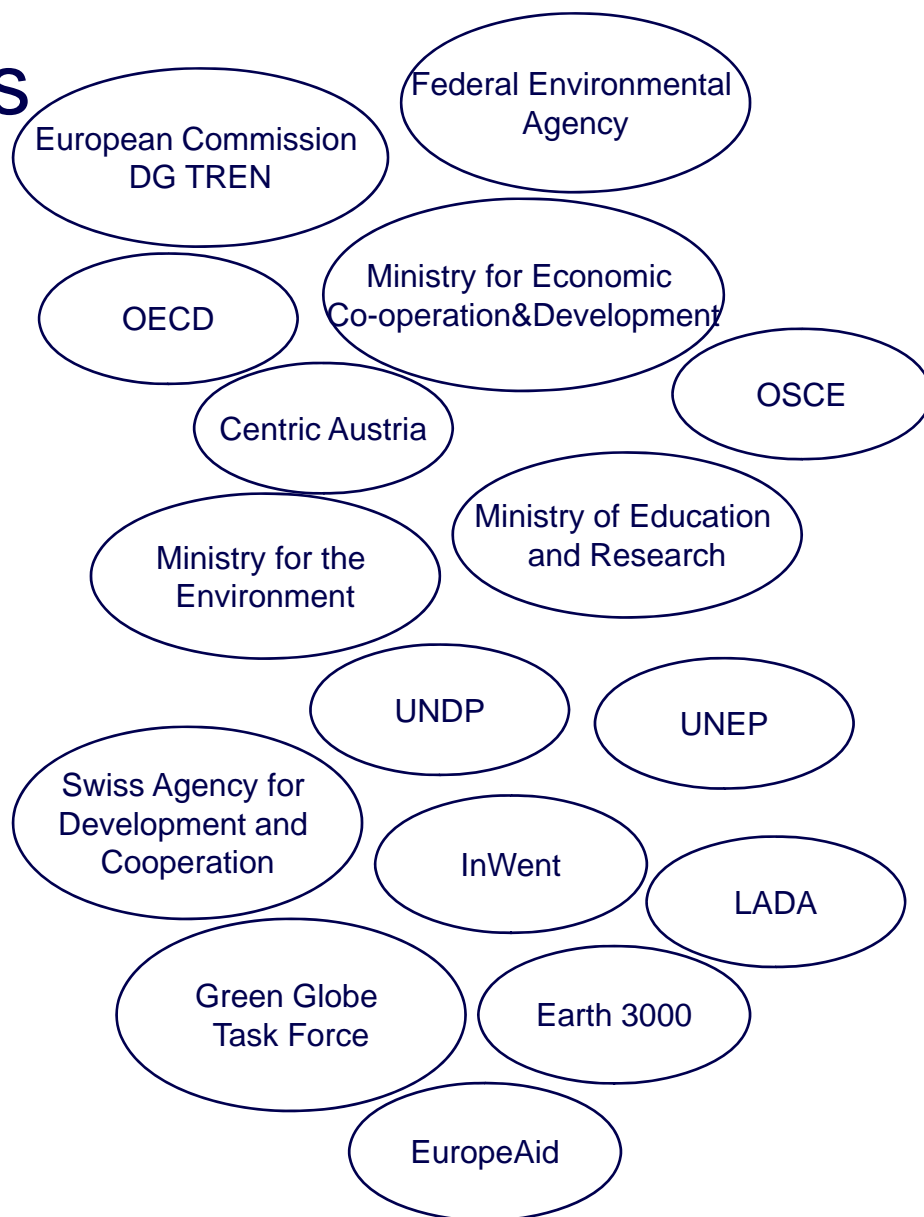 s
European Commission
DG TREN
Federal Environmental
Agency
OECD
Ministry for Economic
Co-operation&Development
OSCE
Centric Austria
Ministry for the
Environment
Ministry of Education
and Research
UNDP
UNEP
Swiss Agency for
Development and
Cooperation
InWent
LADA
Green Globe
Task Force
Earth 3000
EuropeAid